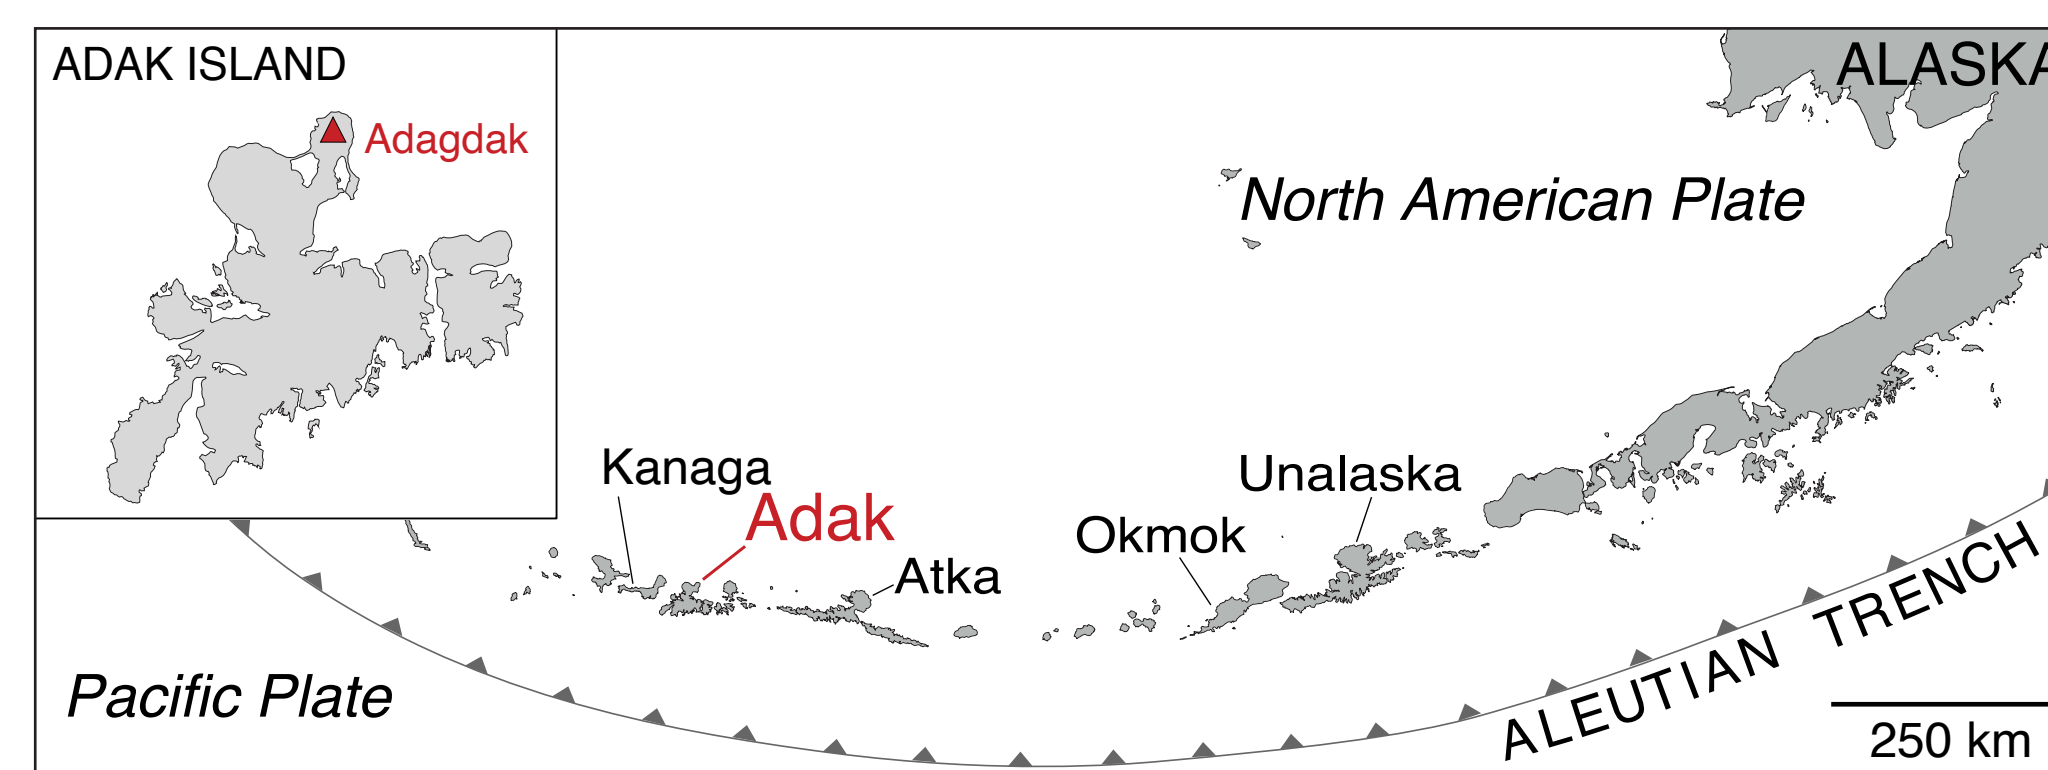 ADAK ISLAND
Adagdak
ALASKA
North American Plate
Kanaga
Adak
Atka
Unalaska
Okmok
Pacific Plate
ALEUTIAN TRENCH
250 km